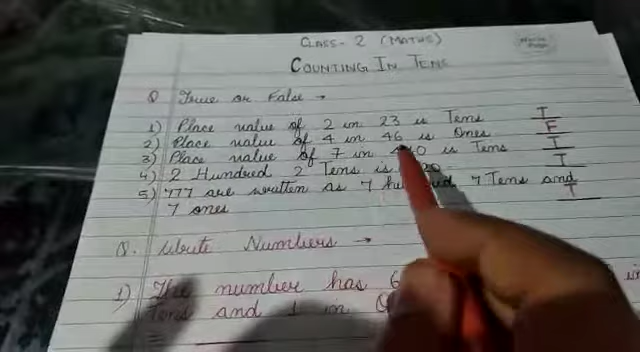 CLASS - 2 (MATHS)
COUNTING IN TENS
Q True or False →
1) Place value of 2 in 23 is Tens T
2) Place value of 4 in 46 is Ones F
3) Place value of 7 in is Tens T
4) 2 Hundred 2 Tens is T
5) 777 are written as 7 7 Tens and
7 ones T
Q. Write Numbers →
1) The number has 6
Tens and 1 in